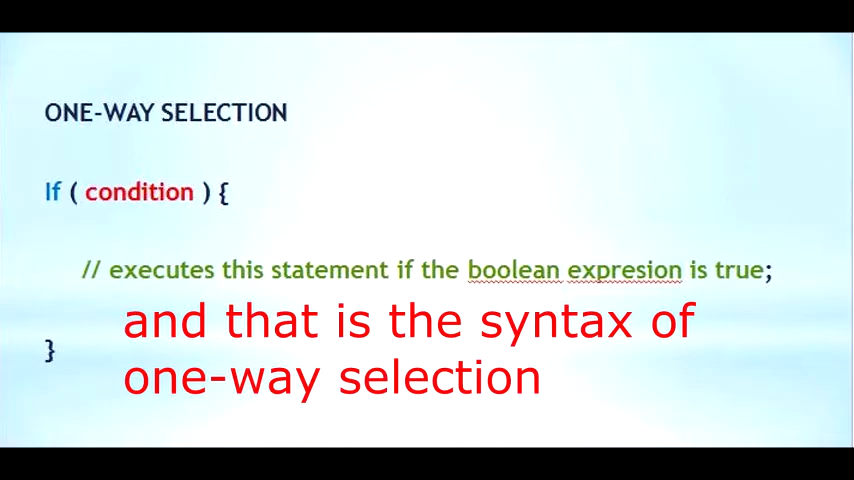 ONE-WAY SELECTION
If ( condition ) {
// executes this statement if the boolean expresion is true;
and that is the syntax of
}
one-way selection